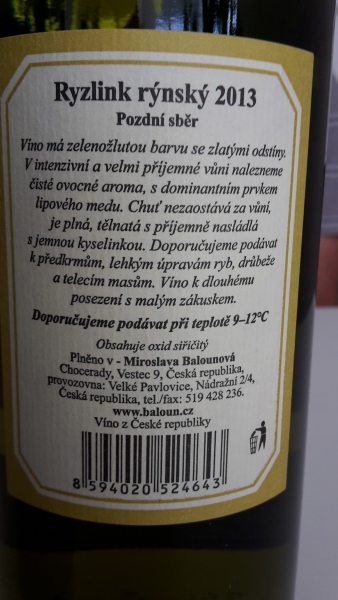 Ryzlink rýnský 2013
Pozdní sběr
Víno má zelenožlutou barvu se zlatými odstíny.
V intenzivní a velmi příjemné vůni nalezneme
čisté ovocné aroma, s dominantním prvkem
lipového medu. Chuť nezaostává za vůní,
je plná, tělnatá s příjemně nasládlá
s jemnou kyselinkou. Doporučujeme podávat
k předkrmům, lehkým úpravám ryb, drůbeže
a telecím masům. Víno k dlouhému
posezení s malým zákuskem.
Doporučujeme podávat při teplotě 9–12°C
Obsahuje oxid siřičitý
Plněno v - Miroslava Balounová
Chocerady, Vestec 9, Česká republika,
provozovna: Velké Pavlovice, Nádražní 2/4,
Česká republika, tel./fax: 519 428 236.
www.baloun.cz
Víno z České republiky
8 594020 524643